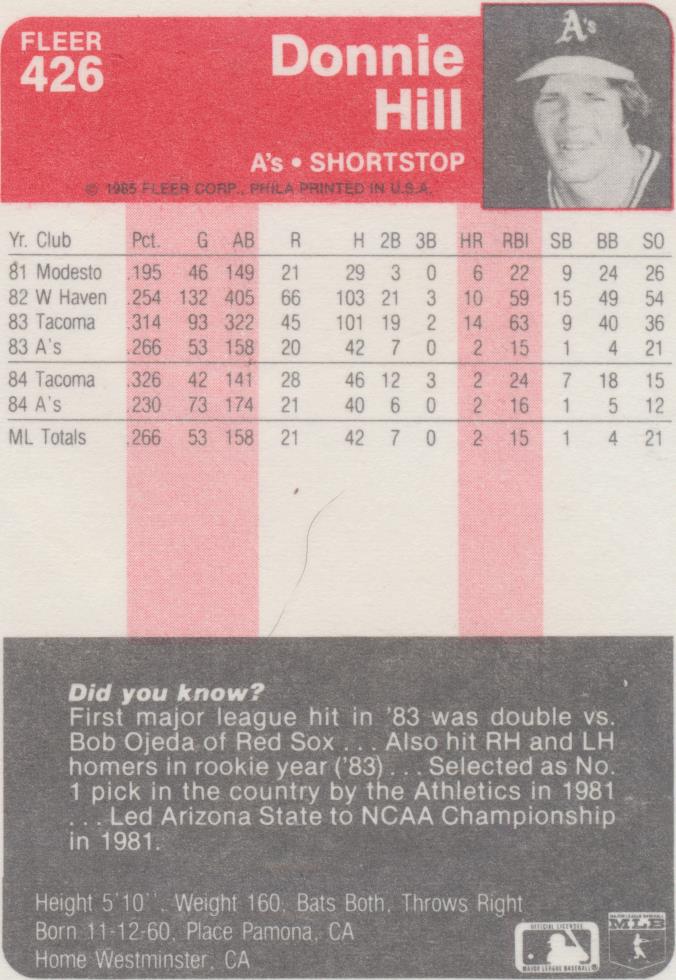 FLEER
426
Donnie
Hill
A's • SHORTSTOP
© 1985 FLEER CORP., PHILA PRINTED IN U.S.A.
A's
Yr. Club Pct. G AB R H 2B 3B HR RBI SB BB SO
81 Modesto .195 46 149 21 29 3 0 6 22 9 24 26
82 W Haven .254 132 405 66 103 21 3 10 59 15 49 54
83 Tacoma .314 93 322 45 101 19 2 14 63 9 40 36
83 A's .266 53 158 20 42 7 0 2 15 1 4 21
84 Tacoma .326 42 141 28 46 12 3 2 24 7 18 15
84 A's .230 73 174 21 40 6 0 2 16 1 5 12
ML Totals .266 53 158 21 42 7 0 2 15 1 4 21
Did you know?
First major league hit in '83 was double vs.
Bob Ojeda of Red Sox . . . Also hit RH and LH
homers in rookie year ('83) . . . Selected as No.
1 pick in the country by the Athletics in 1981
. . . Led Arizona State to NCAA Championship
in 1981.
Height 5'10'', Weight 160, Bats Both, Throws Right
Born 11-12-60, Place Pamona, CA
Home Westminster, CA
OFFICIAL LICENSEE
MAJOR LEAGUE BASEBALL®
MAJOR LEAGUE BASEBALL
MLB